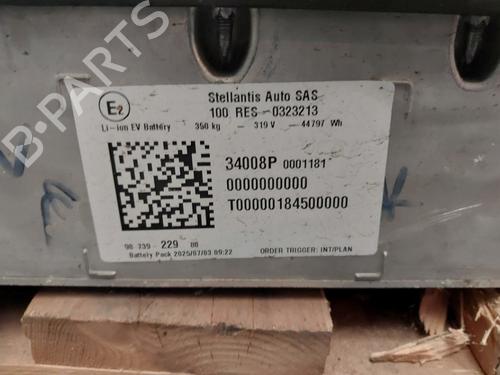 B-PARTS
E2
Stellantis Auto SAS
100 RES -0323213
Li-ion EV Battery 350 kg - 319 V - 44797 Wh
34008P 0001181
0000000000
T00000184500000
98 739 229 80
Battery Pack 2025/07/03 09:22
ORDER TRIGGER: INT/PLAN